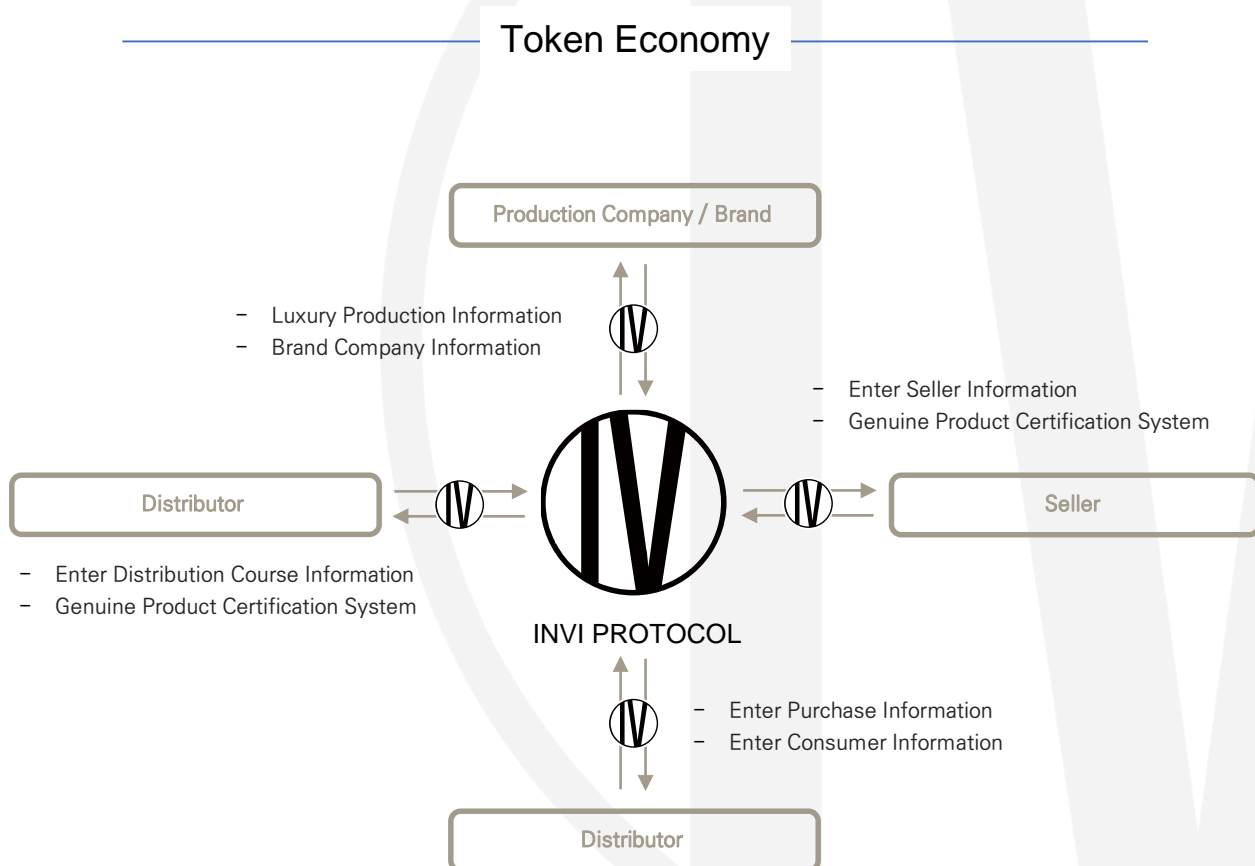 Token Economy
Production Company / Brand
– Luxury Production Information
– Brand Company Information
– Enter Seller Information
– Genuine Product Certification System
Distributor
Seller
– Enter Distribution Course Information
– Genuine Product Certification System
IV
INVI PROTOCOL
– Enter Purchase Information
– Enter Consumer Information
Distributor